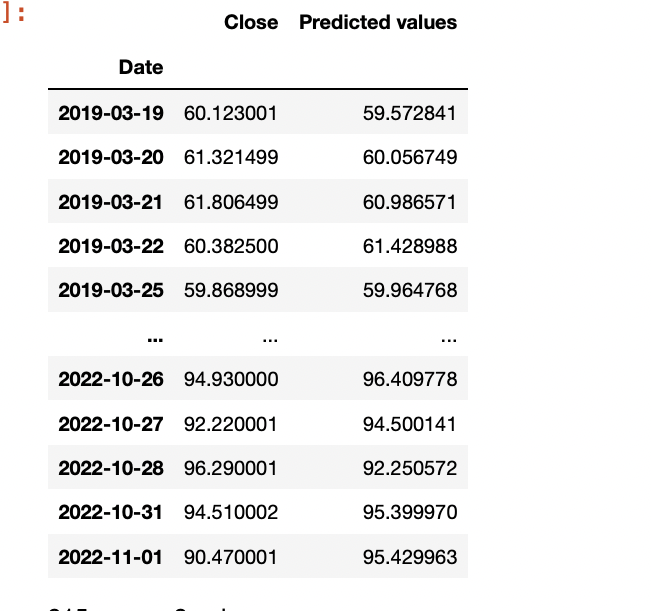 ]:
Close Predicted values
Date
2019-03-19 60.123001 59.572841
2019-03-20 61.321499 60.056749
2019-03-21 61.806499 60.986571
2019-03-22 60.382500 61.428988
2019-03-25 59.868999 59.964768
... ... ...
2022-10-26 94.930000 96.409778
2022-10-27 92.220001 94.500141
2022-10-28 96.290001 92.250572
2022-10-31 94.510002 95.399970
2022-11-01 90.470001 95.429963